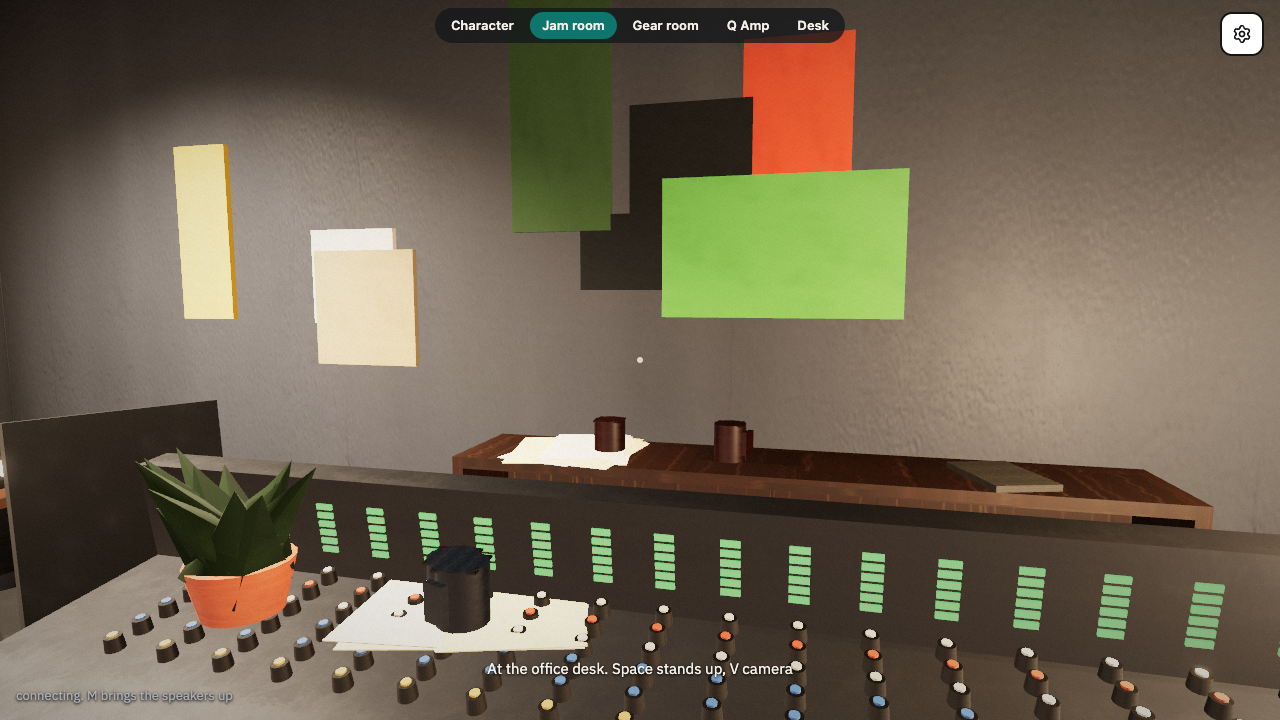 Character Jam room Gear room Q Amp Desk
At the office desk. Space stands up, V camera
connecting. M brings the speakers up